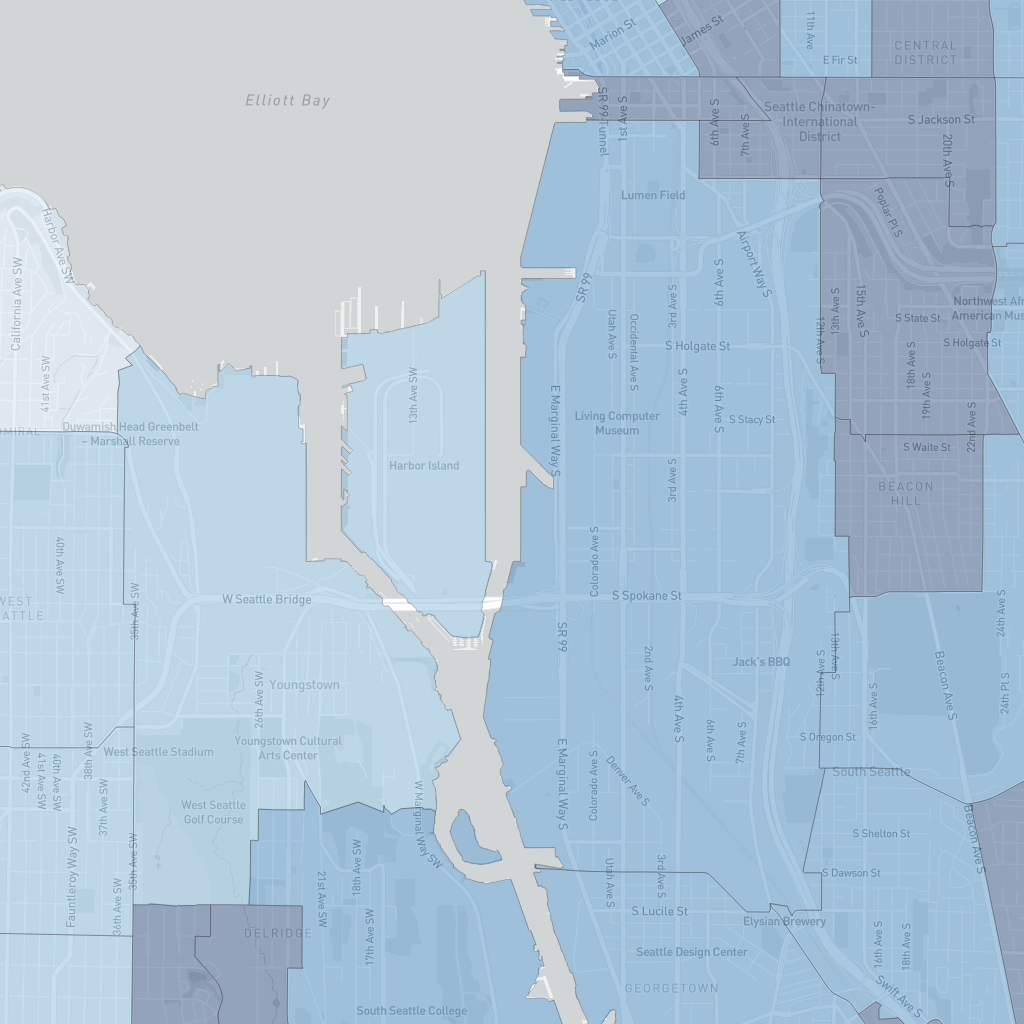 Marion St
James St
11th Ave
E Fir St
CENTRAL
DISTRICT
Elliott Bay
SR 99 Tunnel
1st Ave S
6th Ave S
7th Ave S
Seattle Chinatown-
International
District
S Jackson St
20th Ave S
Lumen Field
Poplar Pl S
Harbor Ave SW
California Ave SW
Airport Way S
6th Ave S
SR 99
3rd Ave S
Utah Ave S
Occidental Ave S
12th Ave S
13th Ave S
15th Ave S
Northwest Afri
American Mus
S State St
S Holgate St
S Holgate St
18th Ave S
19th Ave S
22nd Ave S
41st Ave SW
13th Ave SW
E Marginal Way S
4th Ave S
6th Ave S
Living Computer
Museum
S Stacy St
Duwamish Head Greenbelt
– Marshall Reserve
MIRAL
Harbor Island
S Waite St
3rd Ave S
BEACON
HILL
40th Ave SW
35th Ave SW
Colorado Ave S
W Seattle Bridge
S Spokane St
WEST
ATTLE
24th Ave S
SR 99
2nd Ave S
Jack's BBQ
12th Ave S
13th Ave S
Beacon Ave S
Youngstown
26th Ave SW
4th Ave S
6th Ave S
7th Ave S
16th Ave S
24th Pl S
Youngstown Cultural
Arts Center
West Seattle Stadium
S Oregon St
42nd Ave SW
41st Ave SW
40th Ave SW
38th Ave SW
37th Ave SW
E Marginal Way S
Colorado Ave S
Denver Ave S
South Seattle
West Seattle
Golf Course
W Marginal Way SW
Beacon Ave S
S Shelton St
Fauntleroy Way SW
36th Ave SW
35th Ave SW
21st Ave SW
18th Ave SW
17th Ave SW
Utah Ave S
3rd Ave S
S Dawson St
S Lucile St
Elysian Brewery
DELRIDGE
Seattle Design Center
16th Ave S
18th Ave S
GEORGETOWN
Swift Ave S
South Seattle College